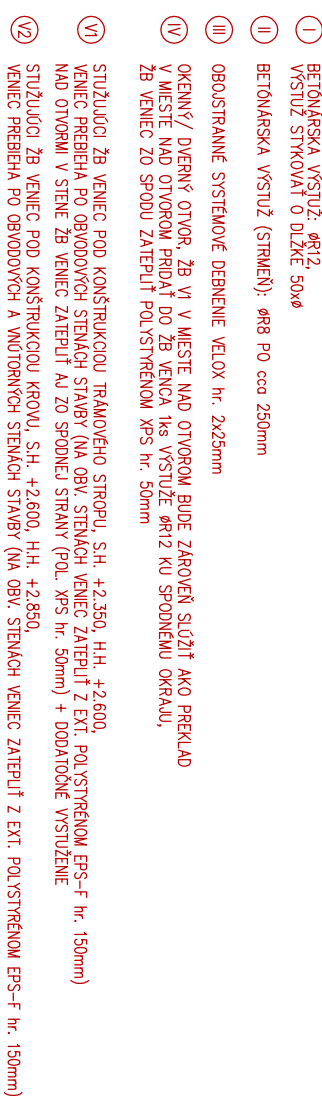 I BETÓNÁRSKA VÝSTUŽ: øR12,
VÝSTUŽ STYKOVAŤ O DĹŽKE 50xø
II BETÓNÁRSKA VÝSTUŽ (STRMEŇ): øR8 PO cca 250mm
III OBOJSTRANNÉ SYSTÉMOVÉ DEBNENIE VELOX hr. 2x25mm
IV OKENNÝ/ DVERNÝ OTVOR, ŽB V1 V MIESTE NAD OTVOROM BUDE ZÁROVEŇ SLÚŽIŤ AKO PREKLAD
V MIESTE NAD OTVOROM PRIDAŤ DO ŽB VENCA 1ks VÝSTUŽE øR12 KU SPODNÉMU OKRAJU,
ŽB VENIEC ZO SPODU ZATEPLIŤ POLYSTYRÉNOM XPS hr. 50mm
V1 STUŽUJÚCI ŽB VENIEC POD KONŠTRUKCIOU TRÁMOVÉHO STROPU, S.H. +2.350, H.H. +2.600,
VENIEC PREBIEHA PO OBVODOVÝCH STENÁCH STAVBY (NA OBV. STENÁCH VENIEC ZATEPLIŤ Z EXT. POLYSTYRÉNOM EPS-F hr. 150mm)
NAD OTVORMI V STENE ŽB VENIEC ZATEPLIŤ AJ ZO SPODNEJ STRANY (POL. XPS hr. 50mm) + DODATOČNÉ VYSTUŽENIE
V2 STUŽUJÚCI ŽB VENIEC POD KONŠTRUKCIOU KROVU, S.H. +2.600, H.H. +2.850,
VENIEC PREBIEHA PO OBVODOVÝCH A VNÚTORNÝCH STENÁCH STAVBY (NA OBV. STENÁCH VENIEC ZATEPLIŤ Z EXT. POLYSTYRÉNOM EPS-F hr. 150mm)